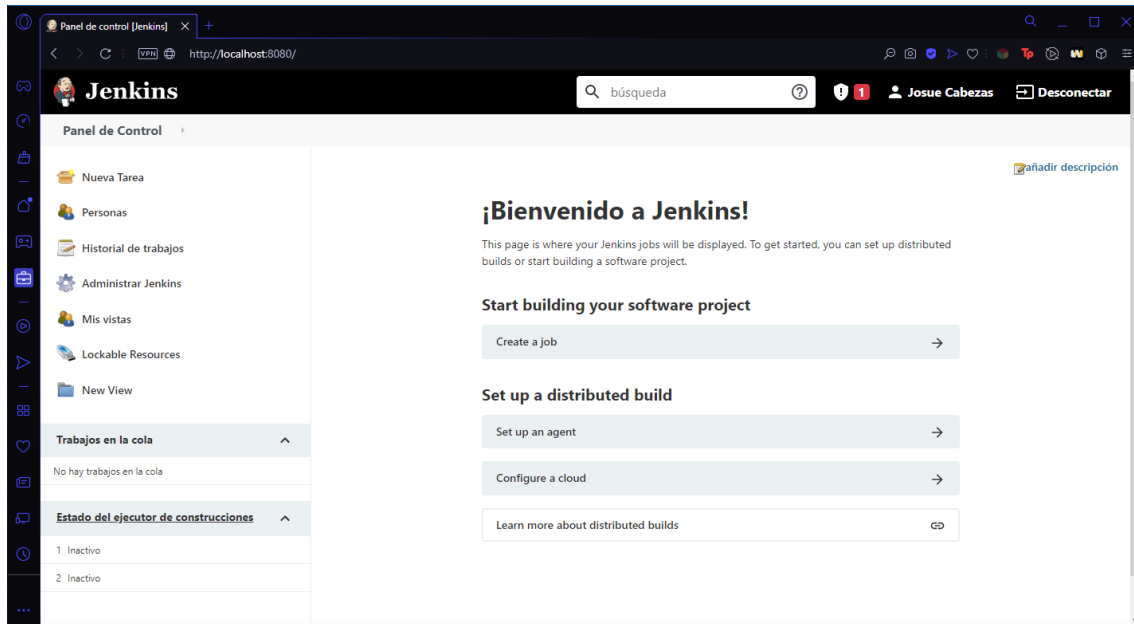 Panel de control [Jenkins]
VPN
http://localhost:8080/
Tp
Jenkins
búsqueda
1
Josue Cabezas
Desconectar
Panel de Control
añadir descripción
Nueva Tarea
Personas
Historial de trabajos
Administrar Jenkins
Mis vistas
Lockable Resources
New View
Trabajos en la cola
No hay trabajos en la cola
Estado del ejecutor de construcciones
1 Inactivo
2 Inactivo
¡Bienvenido a Jenkins!
This page is where your Jenkins jobs will be displayed. To get started, you can set up distributed
builds or start building a software project.
Start building your software project
Create a job
Set up a distributed build
Set up an agent
Configure a cloud
Learn more about distributed builds